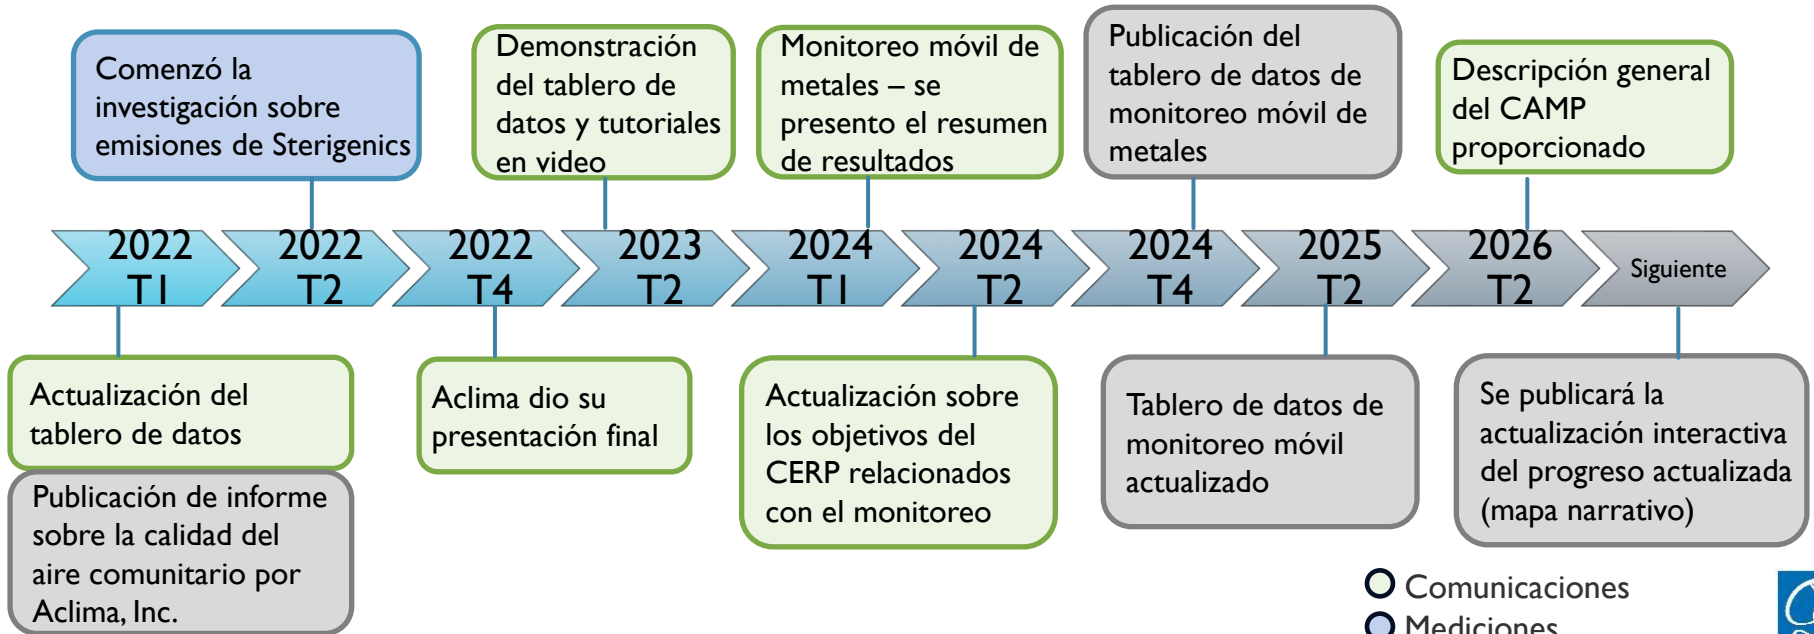 Comenzó la
investigación sobre
emisiones de Sterigenics
Demonstración
del tablero de
datos y tutoriales
en video
Monitoreo móvil de
metales – se
presento el resumen
de resultados
Publicación del
tablero de datos de
monitoreo móvil de
metales
Descripción general
del CAMP
proporcionado
2022
T1
2022
T2
2022
T4
2023
T2
2024
T1
2024
T2
2024
T4
2025
T2
2026
T2
Siguiente
Actualización del
tablero de datos
Publicación de informe
sobre la calidad del
aire comunitario por
Aclima, Inc.
Aclima dio su
presentación final
Actualización sobre
los objetivos del
CERP relacionados
con el monitoreo
Tablero de datos de
monitoreo móvil
actualizado
Se publicará la
actualización interactiva
del progreso actualizada
(mapa narrativo)
Comunicaciones
Mediciones